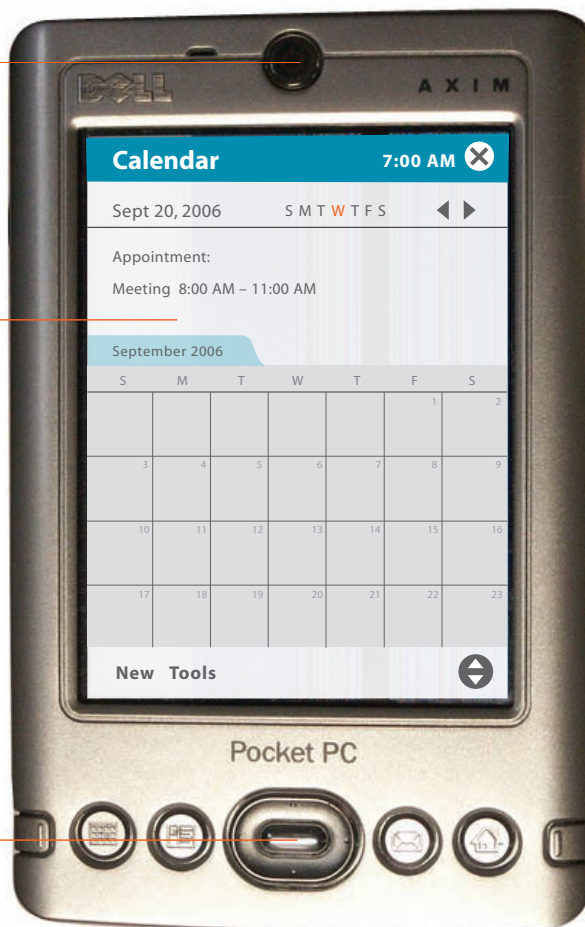 DELL
A X I M
Calendar 7:00 AM
Sept 20, 2006 S M T W T F S
Appointment:
Meeting 8:00 AM – 11:00 AM
September 2006
S M T W T F S
1 2
3 4 5 6 7 8 9
10 11 12 13 14 15 16
17 18 19 20 21 22 23
New Tools
Pocket PC